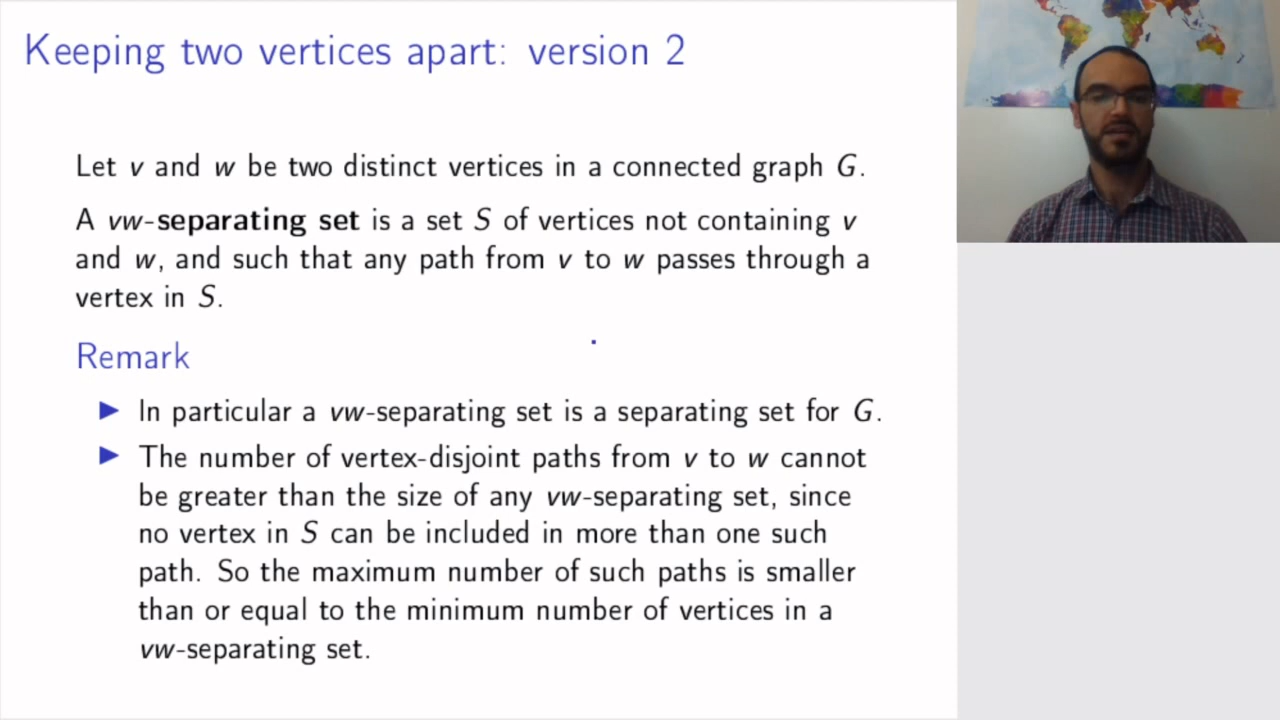 Keeping two vertices apart: version 2
Let v and w be two distinct vertices in a connected graph G.
A vw-separating set is a set S of vertices not containing v
and w, and such that any path from v to w passes through a
vertex in S.
Remark
▶ In particular a vw-separating set is a separating set for G.
▶ The number of vertex-disjoint paths from v to w cannot
be greater than the size of any vw-separating set, since
no vertex in S can be included in more than one such
path. So the maximum number of such paths is smaller
than or equal to the minimum number of vertices in a
vw-separating set.